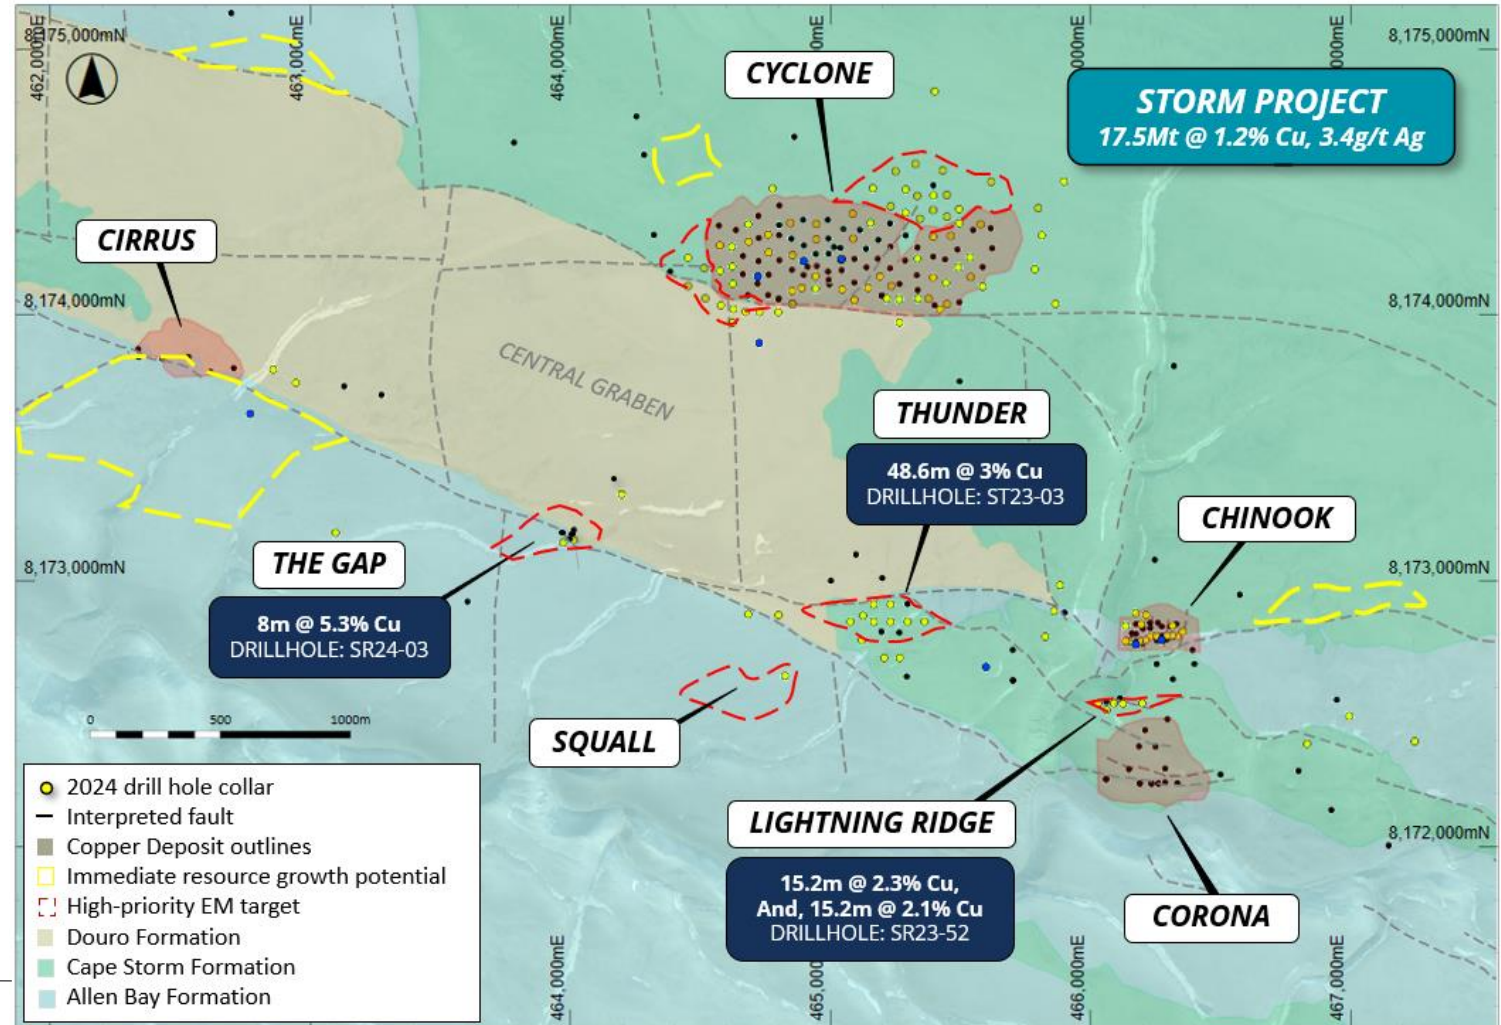 462,000mE
463,000mE
464,000mE
0mE
000mE
000mE
8,175,000mN
8,175,000mN
CYCLONE
STORM PROJECT
17.5Mt @ 1.2% Cu, 3.4g/t Ag
CIRRUS
8,174,000mN
8,174,000mN
CENTRAL GRABEN
THUNDER
48.6m @ 3% Cu
DRILLHOLE: ST23-03
CHINOOK
THE GAP
8,173,000mN
8,173,000mN
8m @ 5.3% Cu
DRILLHOLE: SR24-03
0 500 1000m
SQUALL
LIGHTNING RIDGE
15.2m @ 2.3% Cu,
And, 15.2m @ 2.1% Cu
DRILLHOLE: SR23-52
8,172,000mN
CORONA
2024 drill hole collar
Interpreted fault
Copper Deposit outlines
Immediate resource growth potential
High-priority EM target
Douro Formation
Cape Storm Formation
Allen Bay Formation
464,000mE
465,000
466,000mE
467,000mE